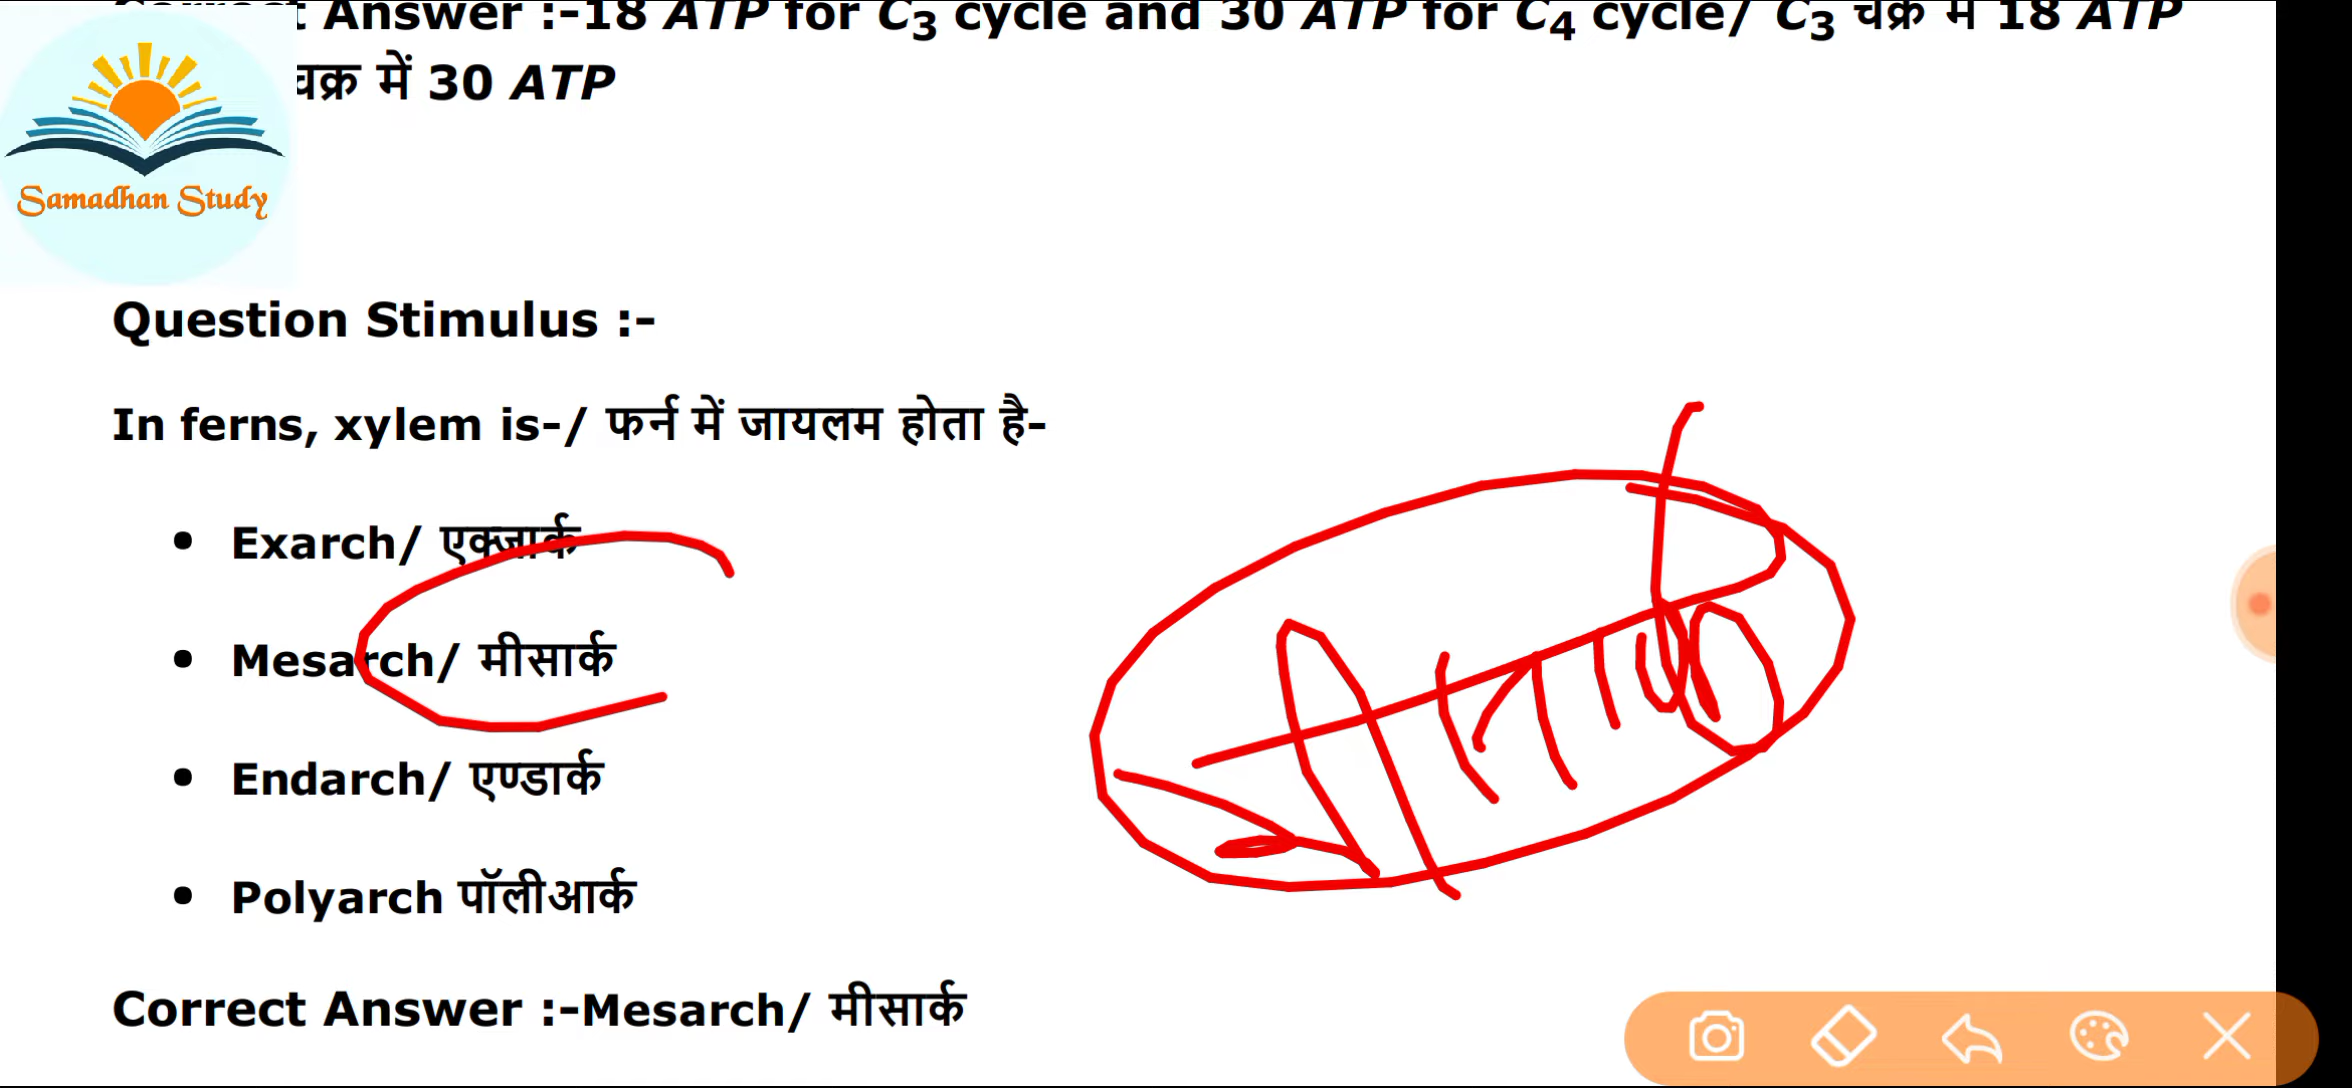 t Answer :-18 ATP for C3 cycle and 30 ATP for C4 cycle/ C3 चक्र में 18 ATP
चक्र में 30 ATP
Samadhan Study
Question Stimulus :-
In ferns, xylem is-/ फर्न में जायलम होता है-
• Exarch/ एक्जार्क
• Mesarch/ मीसार्क
• Endarch/ एण्डार्क
• Polyarch पॉलीआर्क
Correct Answer :-Mesarch/ मीसार्क